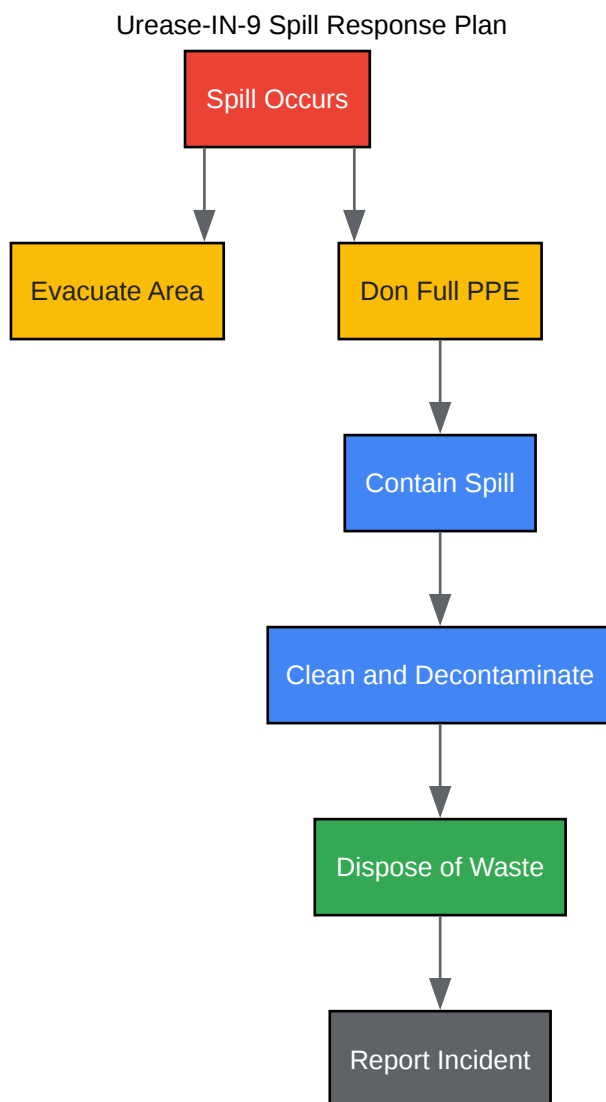 Urease-IN-9 Spill Response Plan
Spill Occurs
Evacuate Area
Don Full PPE
Contain Spill
Clean and Decontaminate
Dispose of Waste
Report Incident